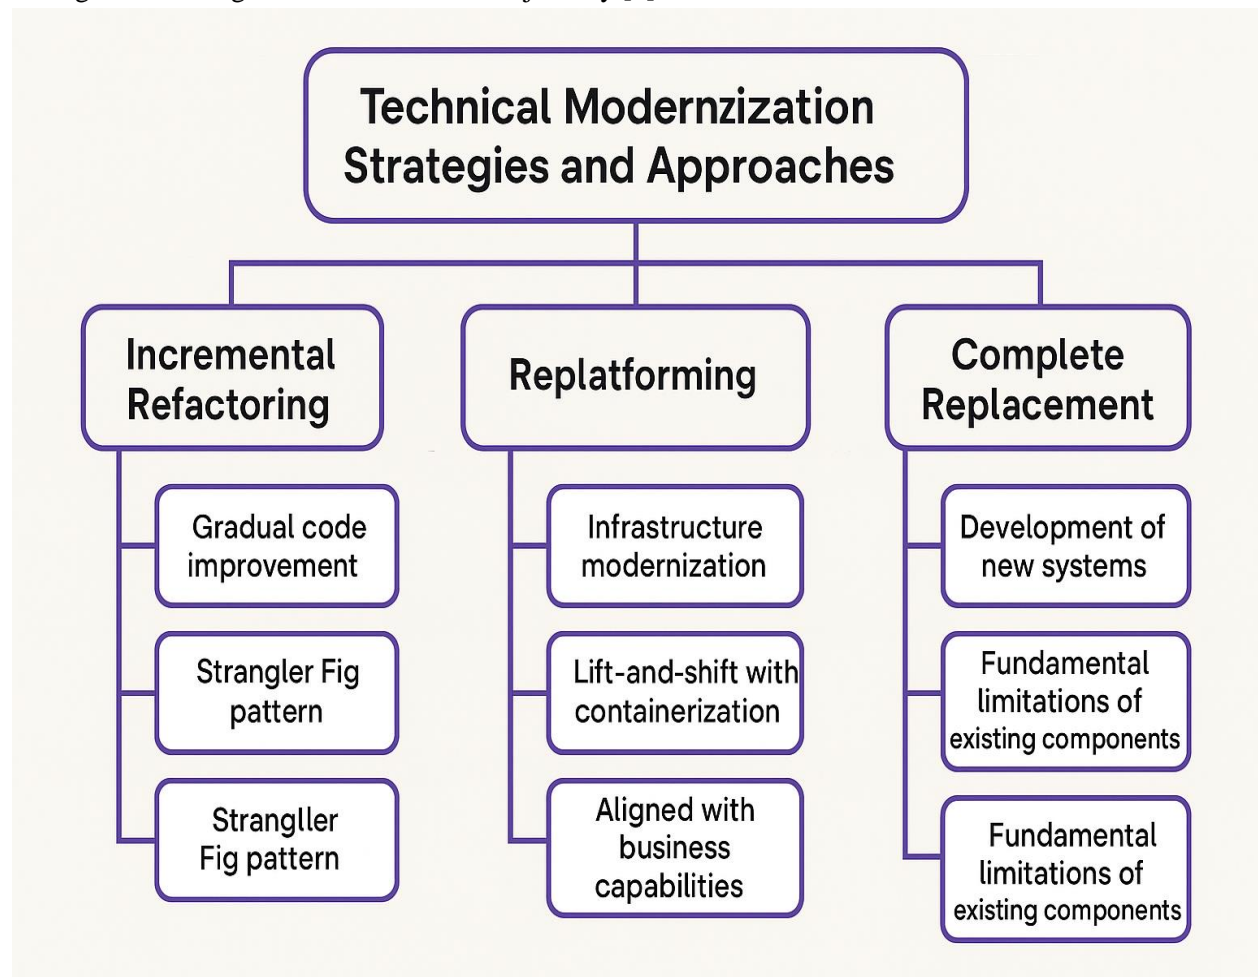 Technical Modernzization
Strategies and Approaches
Incremental
Refactoring
Gradual code
improvement
Strangler Fig
pattern
Strangller
Fig pattern
Replatforming
Infrastructure
modernization
Lift-and-shift with
containerization
Aligned with
business
capabilities
Complete
Replacement
Development of
new systems
Fundamental
limitations of
existing components
Fundamental
limitations of
existing components